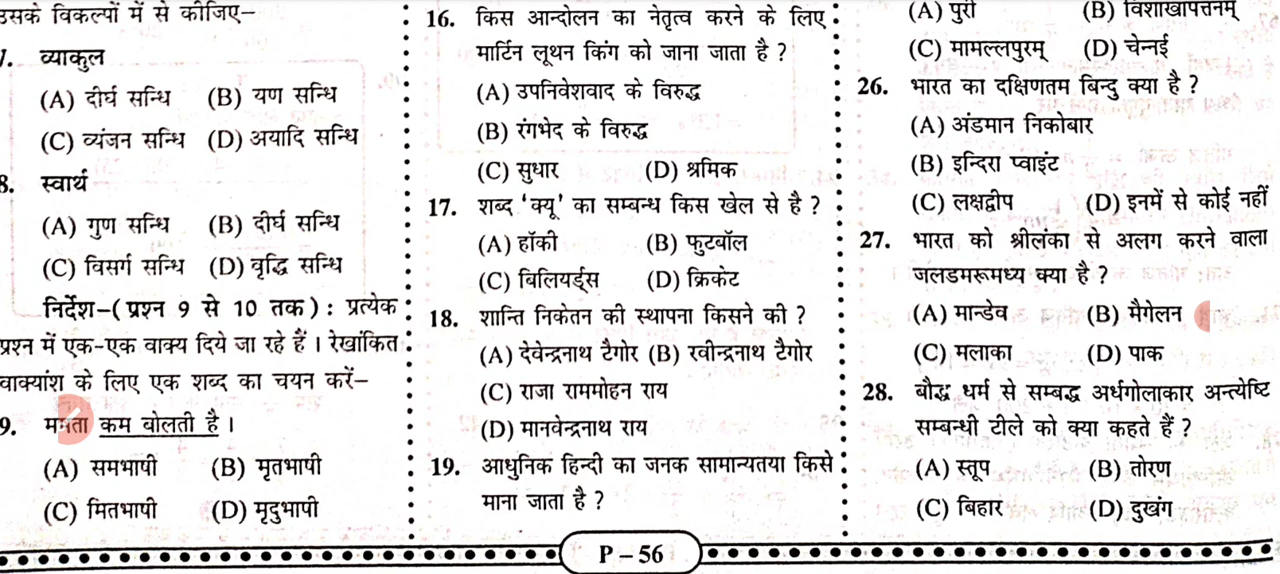 उसके विकल्पों में से कीजिए–
7. व्याकुल
(A) दीर्घ सन्धि (B) यण सन्धि
(C) व्यंजन सन्धि (D) अयादि सन्धि
8. स्वार्थ
(A) गुण सन्धि (B) दीर्घ सन्धि
(C) विसर्ग सन्धि (D) वृद्धि सन्धि
निर्देश–( प्रश्न 9 से 10 तक ) : प्रत्येक
प्रश्न में एक-एक वाक्य दिये जा रहे हैं । रेखांकित
वाक्यांश के लिए एक शब्द का चयन करें–
9. ममता कम बोलती है ।
(A) समभाषी (B) मृतभाषी
(C) मितभाषी (D) मृदुभाषी
16. किस आन्दोलन का नेतृत्व करने के लिए
मार्टिन लूथन किंग को जाना जाता है ?
(A) उपनिवेशवाद के विरुद्ध
(B) रंगभेद के विरुद्ध
(C) सुधार (D) श्रमिक
17. शब्द 'क्यू' का सम्बन्ध किस खेल से है ?
(A) हॉकी (B) फुटबॉल
(C) बिलियर्ड्स (D) क्रिकेट
18. शान्ति निकेतन की स्थापना किसने की ?
(A) देवेन्द्रनाथ टैगोर (B) रवीन्द्रनाथ टैगोर
(C) राजा राममोहन राय
(D) मानवेन्द्रनाथ राय
19. आधुनिक हिन्दी का जनक सामान्यतया किसे
माना जाता है ?
(A) पुरी (B) विशाखापत्तनम्
(C) मामल्लपुरम् (D) चेन्नई
26. भारत का दक्षिणतम बिन्दु क्या है ?
(A) अंडमान निकोबार
(B) इन्दिरा प्वाइंट
(C) लक्षद्वीप (D) इनमें से कोई नहीं
27. भारत को श्रीलंका से अलग करने वाला
जलडमरूमध्य क्या है ?
(A) मान्डेव (B) मैगेलन
(C) मलाका (D) पाक
28. बौद्ध धर्म से सम्बद्ध अर्धगोलाकार अन्त्येष्टि
सम्बन्धी टीले को क्या कहते हैं ?
(A) स्तूप (B) तोरण
(C) बिहार (D) दुखंग
P – 56